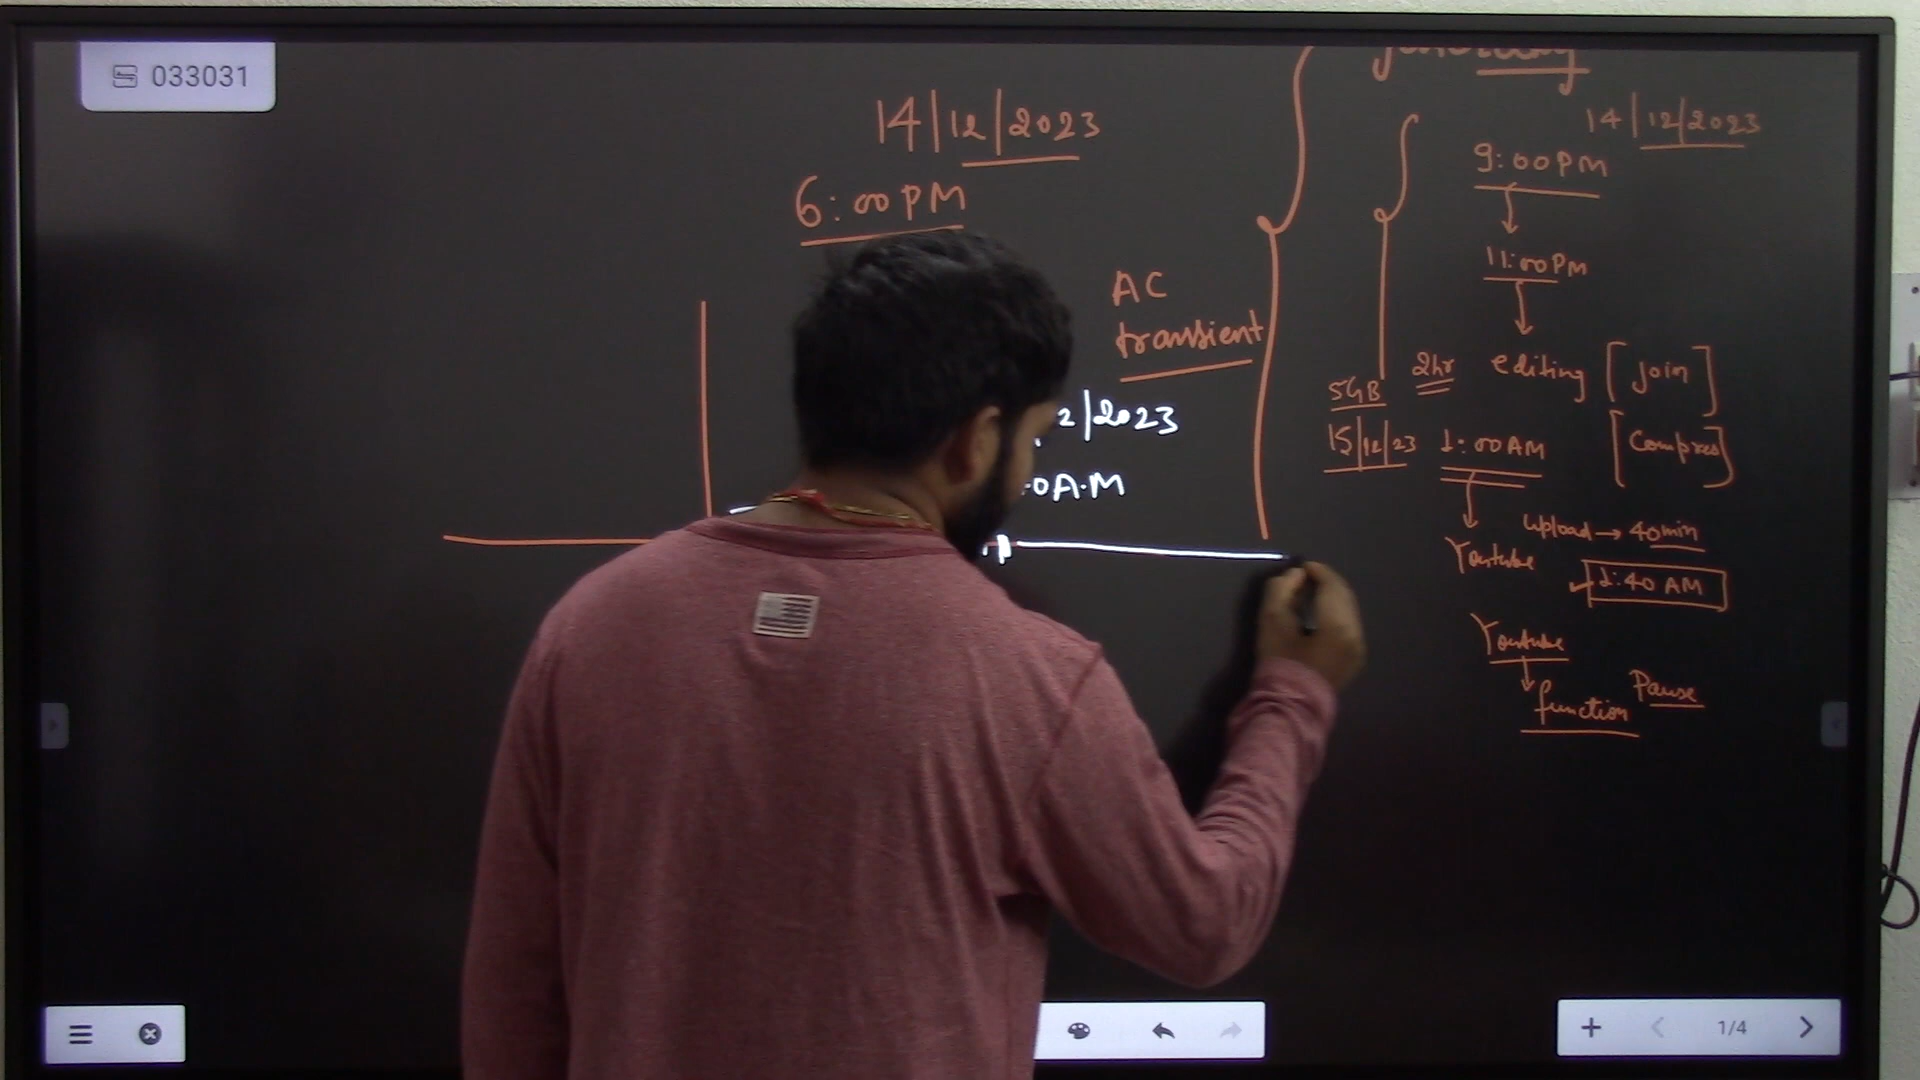 033031
14/12/2023
6:00PM
AC
transient
2/2023
0A.M
14/12/2023
9:00PM
11:00PM
5GB
2hr
editing [join]
15/12/23
1:00AM
[Compres]
upload → 40min
Youtube
1:40 AM
Youtube
function
Pause
1/4